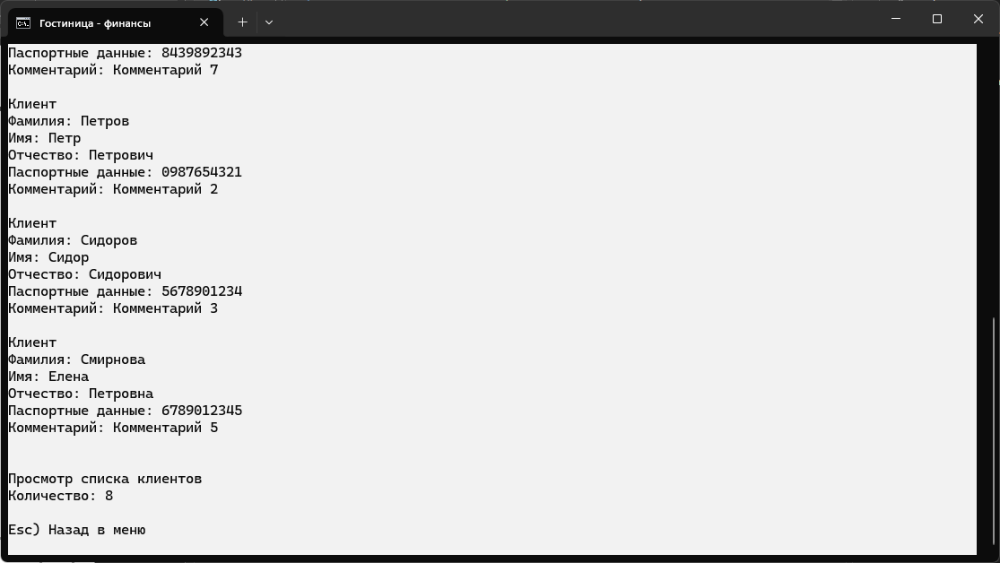 Гостиница - финансы
Паспортные данные: 8439892343
Комментарий: Комментарий 7
Клиент
Фамилия: Петров
Имя: Петр
Отчество: Петрович
Паспортные данные: 0987654321
Комментарий: Комментарий 2
Клиент
Фамилия: Сидоров
Имя: Сидор
Отчество: Сидорович
Паспортные данные: 5678901234
Комментарий: Комментарий 3
Клиент
Фамилия: Смирнова
Имя: Елена
Отчество: Петровна
Паспортные данные: 6789012345
Комментарий: Комментарий 5
Просмотр списка клиентов
Количество: 8
Esc) Назад в меню